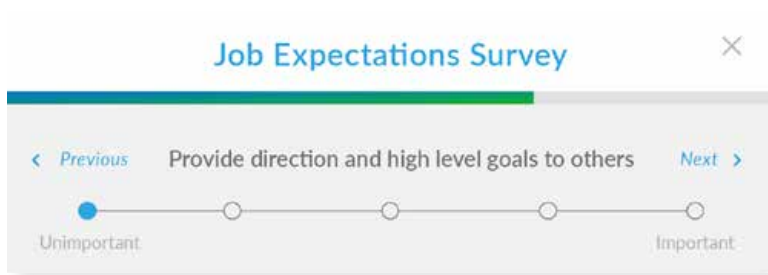 Job Expectations Survey
Previous Provide direction and high level goals to others Next
Unimportant Important